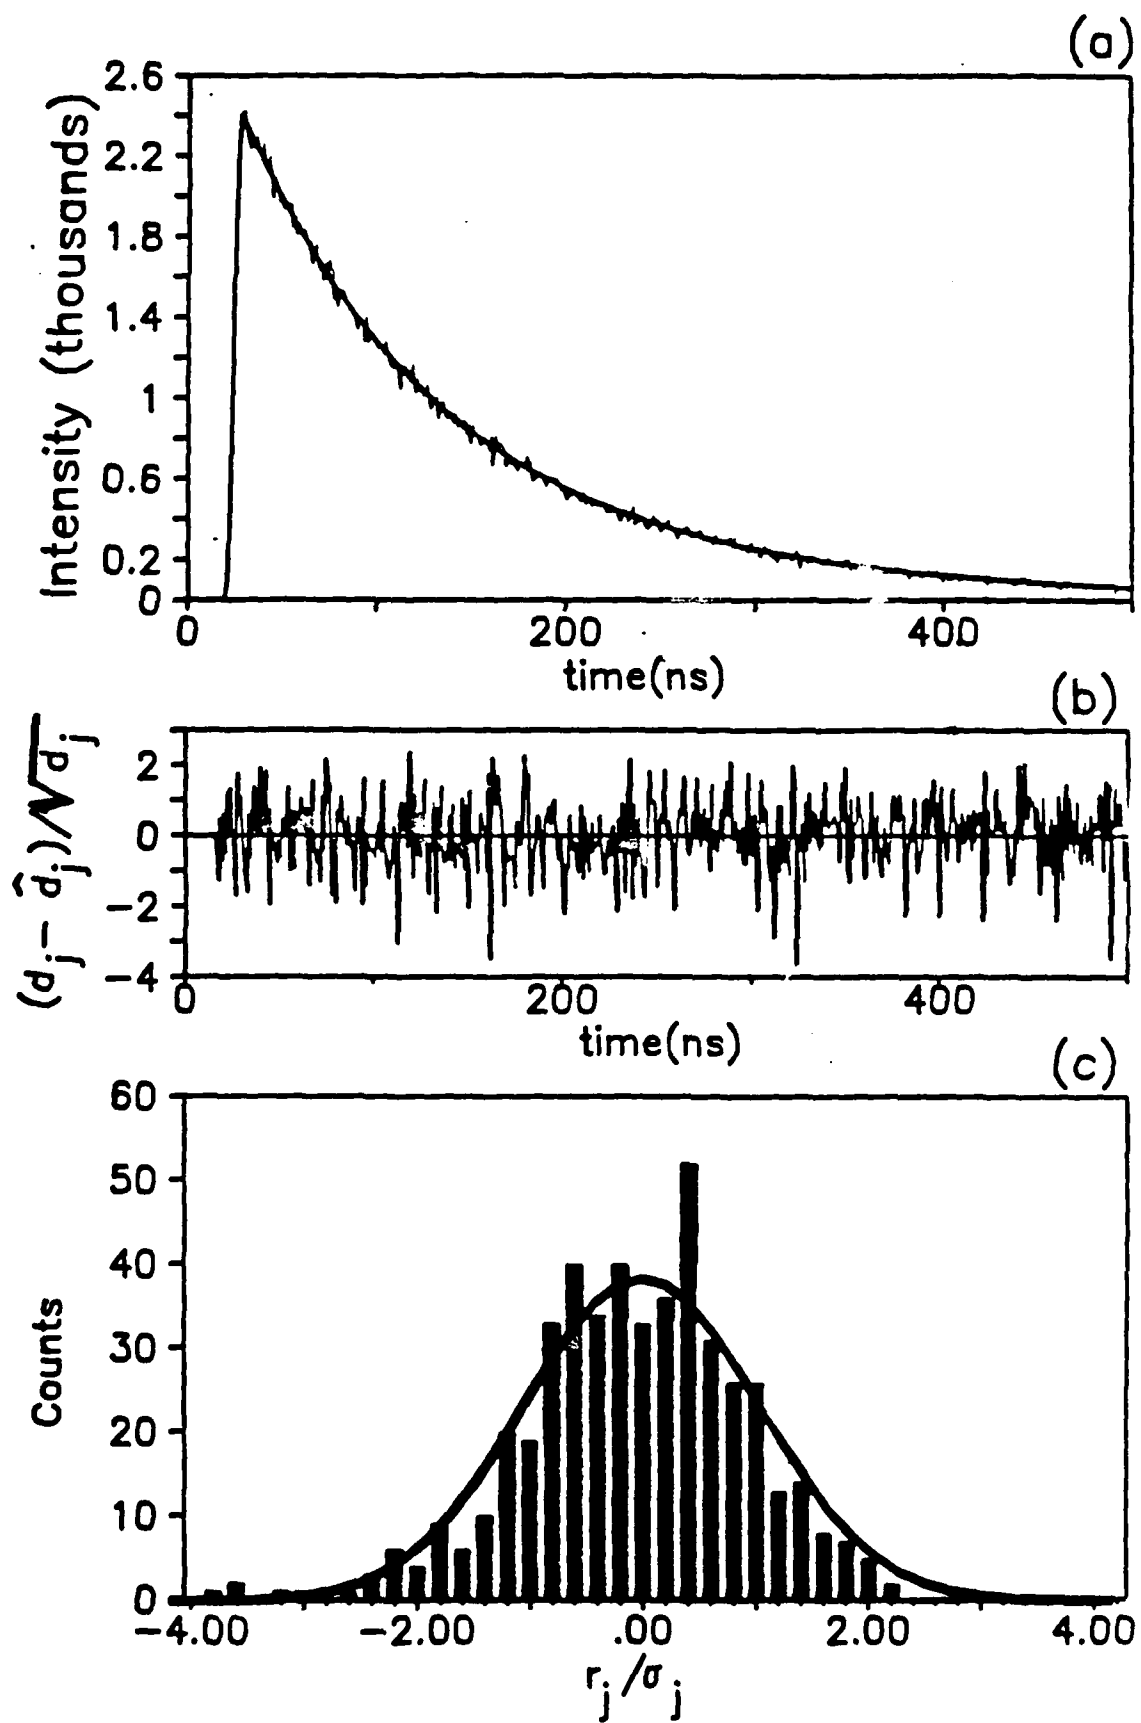 (a)
Intensity (thousands)
2.6
2.2
1.8
1.4
1
0.6
0.2
0
0 200 400
time(ns)
(b)
(dj− d̂j)/√dj
2
0
−2
−4
0 200 400
time(ns)
(c)
Counts
60
50
40
30
20
10
0
−4.00 −2.00 .00 2.00 4.00
rj/σj